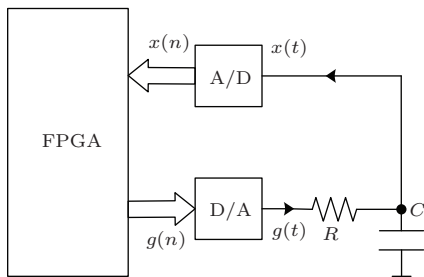 x(n)
x(t)
A/D
FPGA
D/A
C
g(n)
g(t)
R